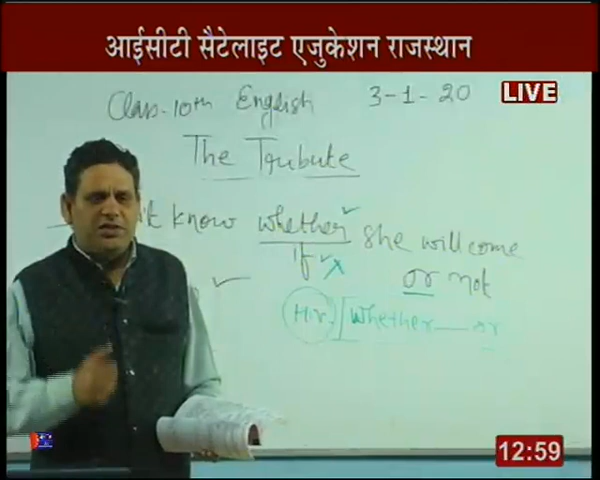 आईसीटी सैटेलाइट एजुकेशन राजस्थान
LIVE
Class-10th English 3-1-20
The Tribute
't know whether she will come
if or not
whether or
12:59